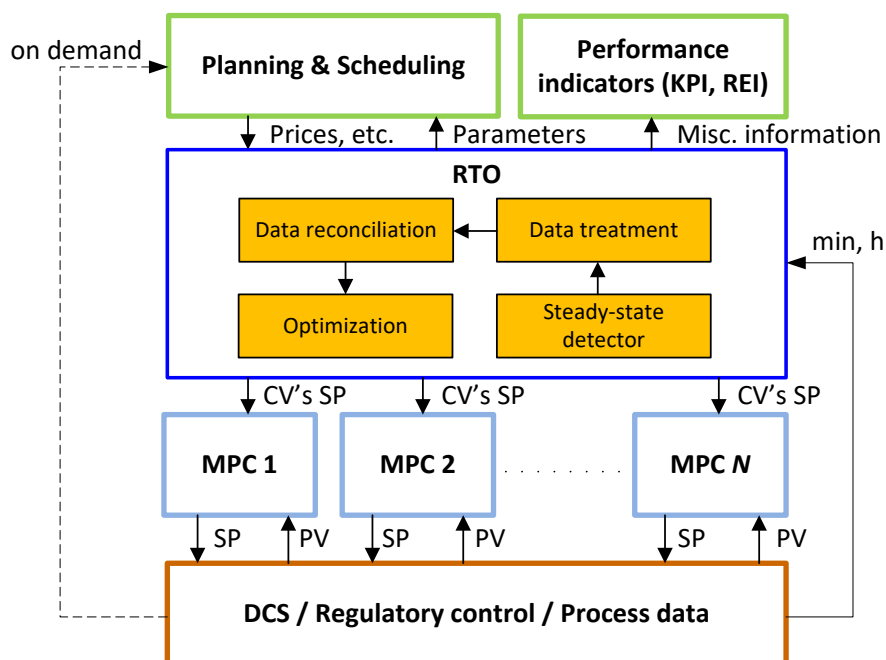 on demand
Planning & Scheduling
Performance
indicators (KPI, REI)
Prices, etc.
Parameters
Misc. information
RTO
Data reconciliation
Data treatment
min, h
Optimization
Steady-state
detector
CV's SP
CV's SP
CV's SP
MPC 1
MPC 2
. . . . . . . .
MPC N
SP
PV
SP
PV
SP
PV
DCS / Regulatory control / Process data